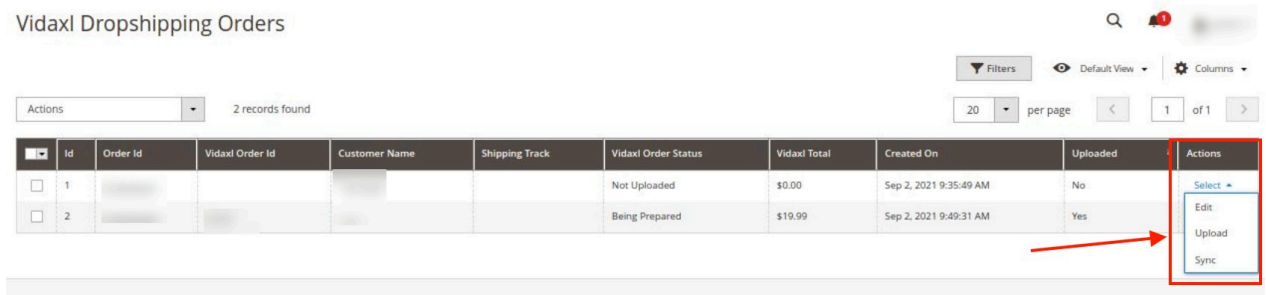 Vidaxl Dropshipping Orders
1
Filters
Default View
Columns
Actions
2 records found
20
per page
1
of 1
Id
Order Id
Vidaxl Order Id
Customer Name
Shipping Track
Vidaxl Order Status
Vidaxl Total
Created On
Uploaded
Actions
1
Not Uploaded
$0.00
Sep 2, 2021 9:35:49 AM
No
Select
2
Being Prepared
$19.99
Sep 2, 2021 9:49:31 AM
Yes
Edit
Upload
Sync